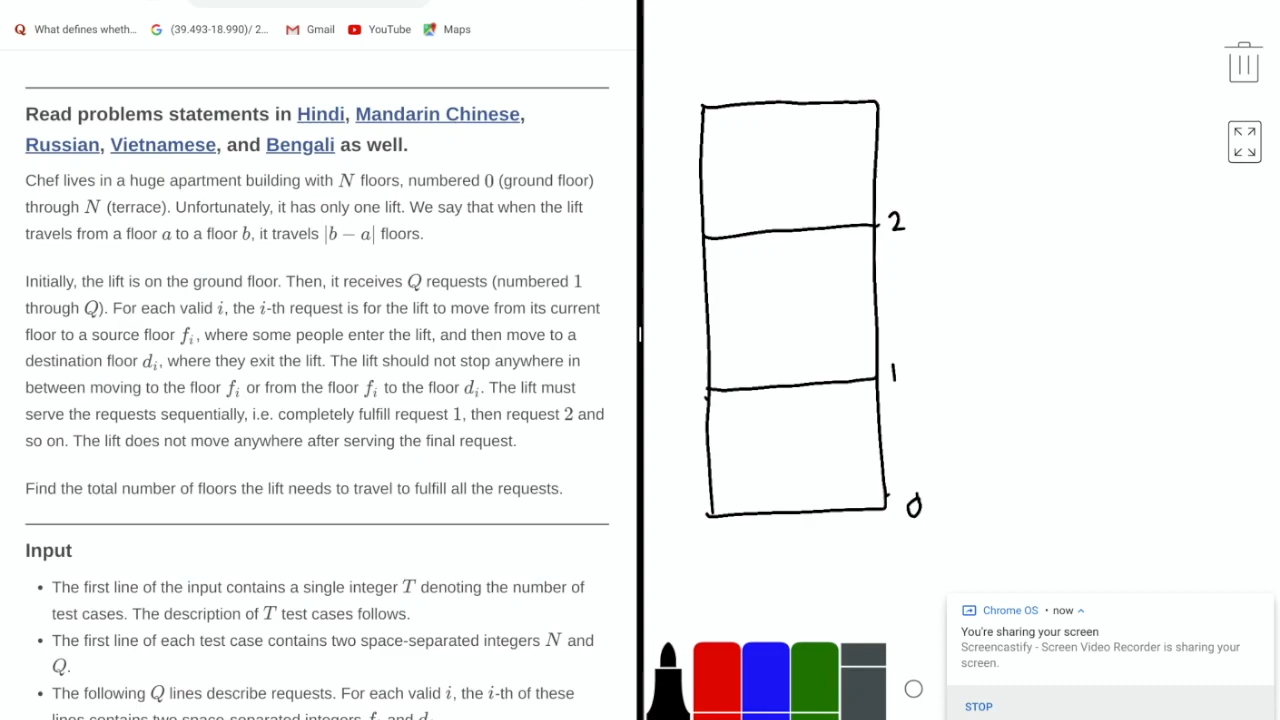 What defines wheth... (39.493-18.990)/ 2... Gmail YouTube Maps
Read problems statements in Hindi, Mandarin Chinese,
Russian, Vietnamese, and Bengali as well.
Chef lives in a huge apartment building with N floors, numbered 0 (ground floor)
through N (terrace). Unfortunately, it has only one lift. We say that when the lift
travels from a floor a to a floor b, it travels |b − a| floors.
Initially, the lift is on the ground floor. Then, it receives Q requests (numbered 1
through Q). For each valid i, the i-th request is for the lift to move from its current
floor to a source floor fi, where some people enter the lift, and then move to a
destination floor di, where they exit the lift. The lift should not stop anywhere in
between moving to the floor fi or from the floor fi to the floor di. The lift must
serve the requests sequentially, i.e. completely fulfill request 1, then request 2 and
so on. The lift does not move anywhere after serving the final request.
Find the total number of floors the lift needs to travel to fulfill all the requests.
Input
• The first line of the input contains a single integer T denoting the number of
test cases. The description of T test cases follows.
• The first line of each test case contains two space-separated integers N and
Q.
• The following Q lines describe requests. For each valid i, the i-th of these
lines contains two space-separated integers fi and di.
2
1
0
Chrome OS • now
You're sharing your screen
Screencastify - Screen Video Recorder is sharing your
screen.
STOP